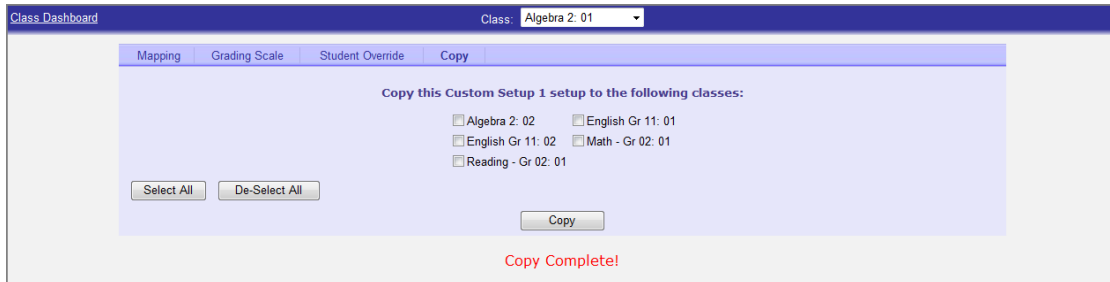 Class Dashboard Class: Algebra 2: 01
Mapping Grading Scale Student Override Copy
Copy this Custom Setup 1 setup to the following classes:
Algebra 2: 02 English Gr 11: 01
English Gr 11: 02 Math - Gr 02: 01
Reading - Gr 02: 01
Select All De-Select All
Copy
Copy Complete!